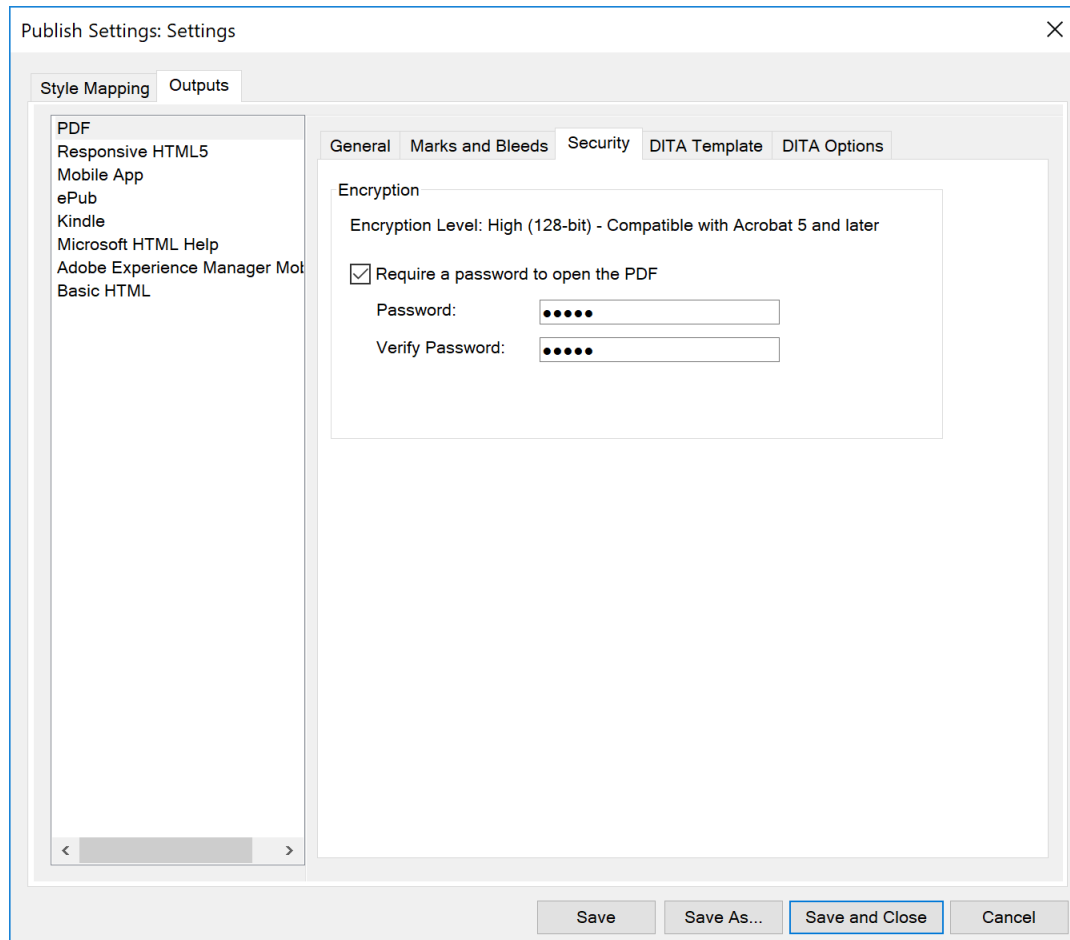 Publish Settings: Settings
Style Mapping Outputs
PDF
Responsive HTML5
Mobile App
ePub
Kindle
Microsoft HTML Help
Adobe Experience Manager Mob
Basic HTML
General Marks and Bleeds Security DITA Template DITA Options
Encryption
Encryption Level: High (128-bit) - Compatible with Acrobat 5 and later
Require a password to open the PDF
Password: ●●●●●
Verify Password: ●●●●●
Save Save As... Save and Close Cancel